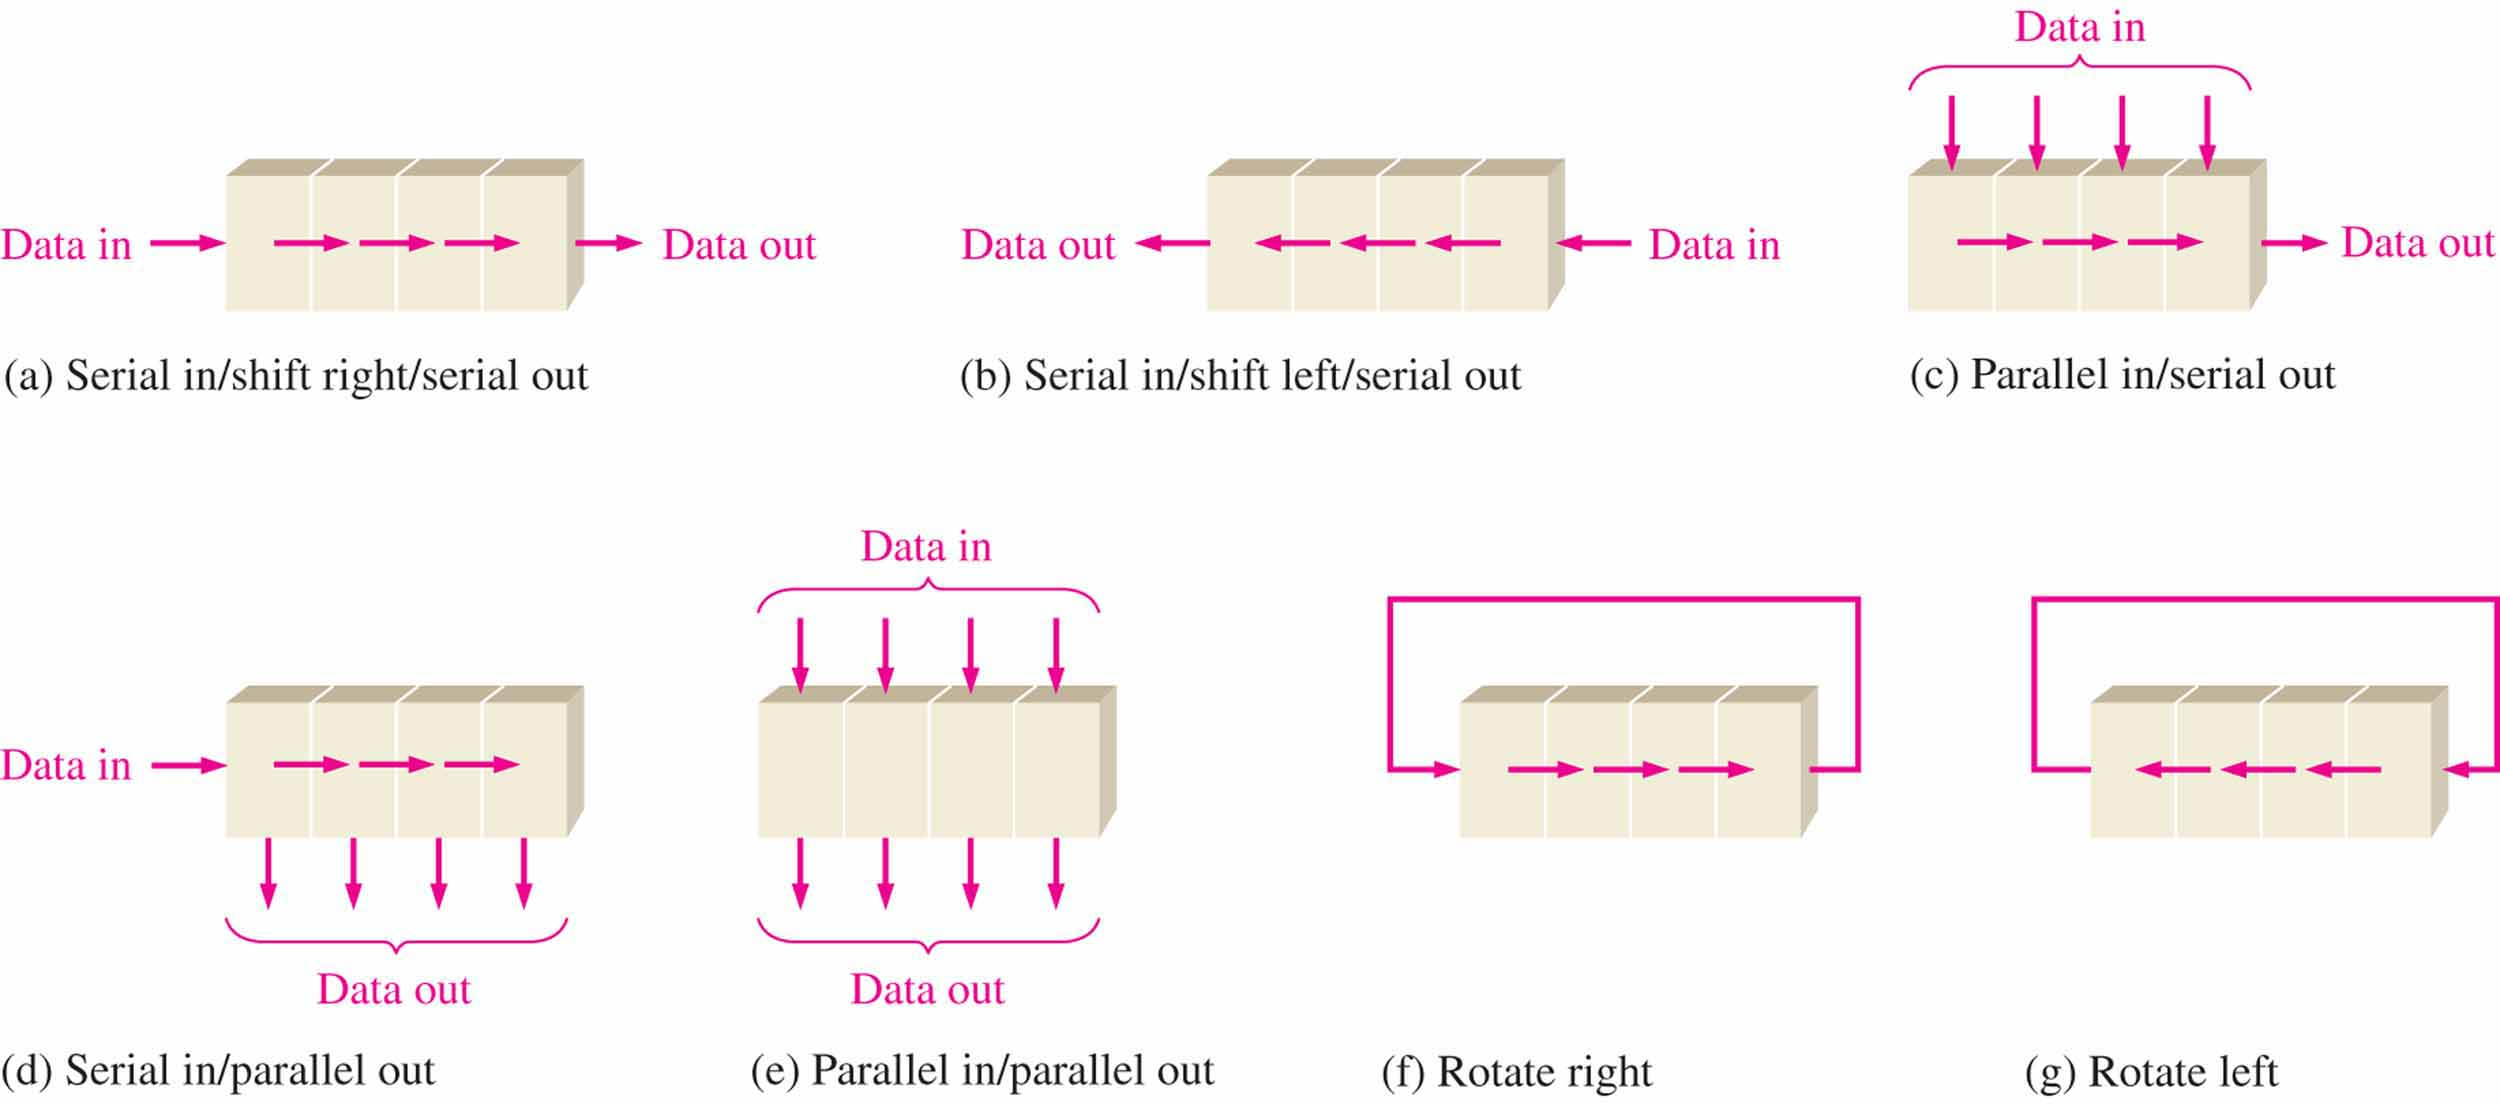 Data in
Data in
Data out
Data out
Data in
Data out
(a) Serial in/shift right/serial out
(b) Serial in/shift left/serial out
(c) Parallel in/serial out
Data in
Data in
Data out
Data out
(d) Serial in/parallel out
(e) Parallel in/parallel out
(f) Rotate right
(g) Rotate left